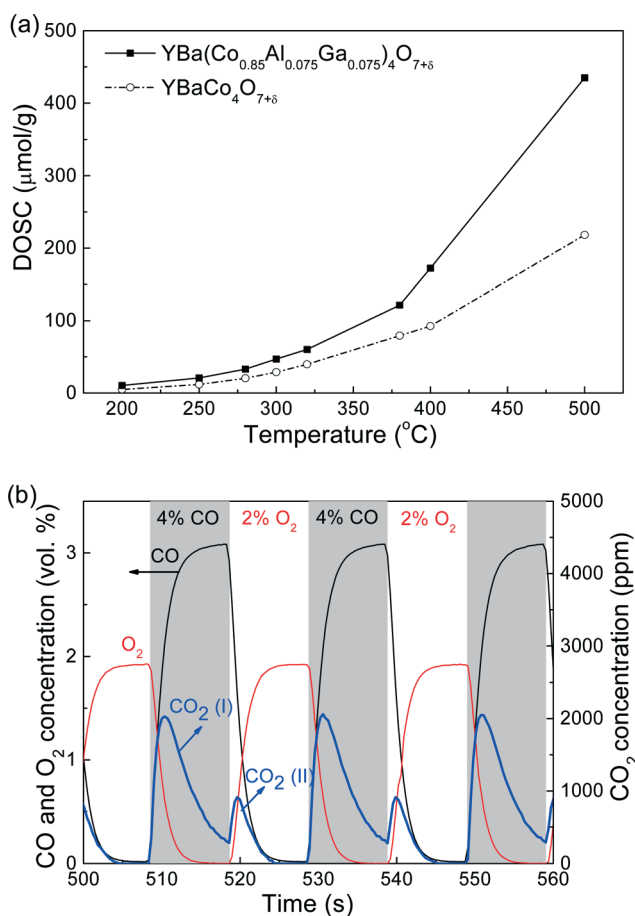 (a)
500
400
300
200
100
0
DOSC (μmol/g)
YBa(Co0.85Al0.075Ga0.075)4O7+δ
YBaCo4O7+δ
200 250 300 350 400 450 500
Temperature (oC)
(b)
4% CO 2% O2 4% CO 2% O2
CO
O2
CO2 (I)
CO2 (II)
3
2
1
0
CO and O2 concentration (vol. %)
5000
4000
3000
2000
1000
0
CO2 concentration (ppm)
500 510 520 530 540 550 560
Time (s)